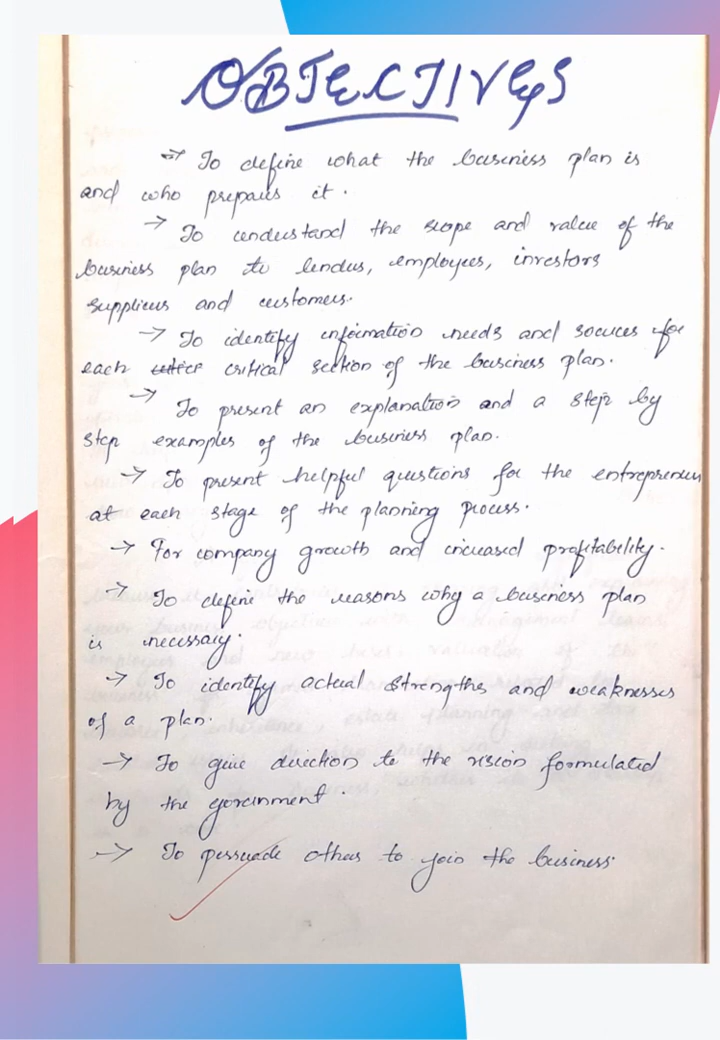 OBJECTIVES
→ To define what the business plan is
and who prepares it.
→ To understand the scope and value of the
business plan to lenders, employees, investors
suppliers and customers.
→ To identify information needs and sources for
each critical section of the business plan.
→ To present an explanation and a step by
step examples of the business plan.
→ To present helpful questions for the entrepreneur
at each stage of the planning process.
→ For company growth and increased profitability.
→ To define the reasons why a business plan
is necessary.
→ To identify actual strengths and weaknesses
of a plan.
→ To give direction to the vision formulated
by the government.
→ To persuade others to join the business.